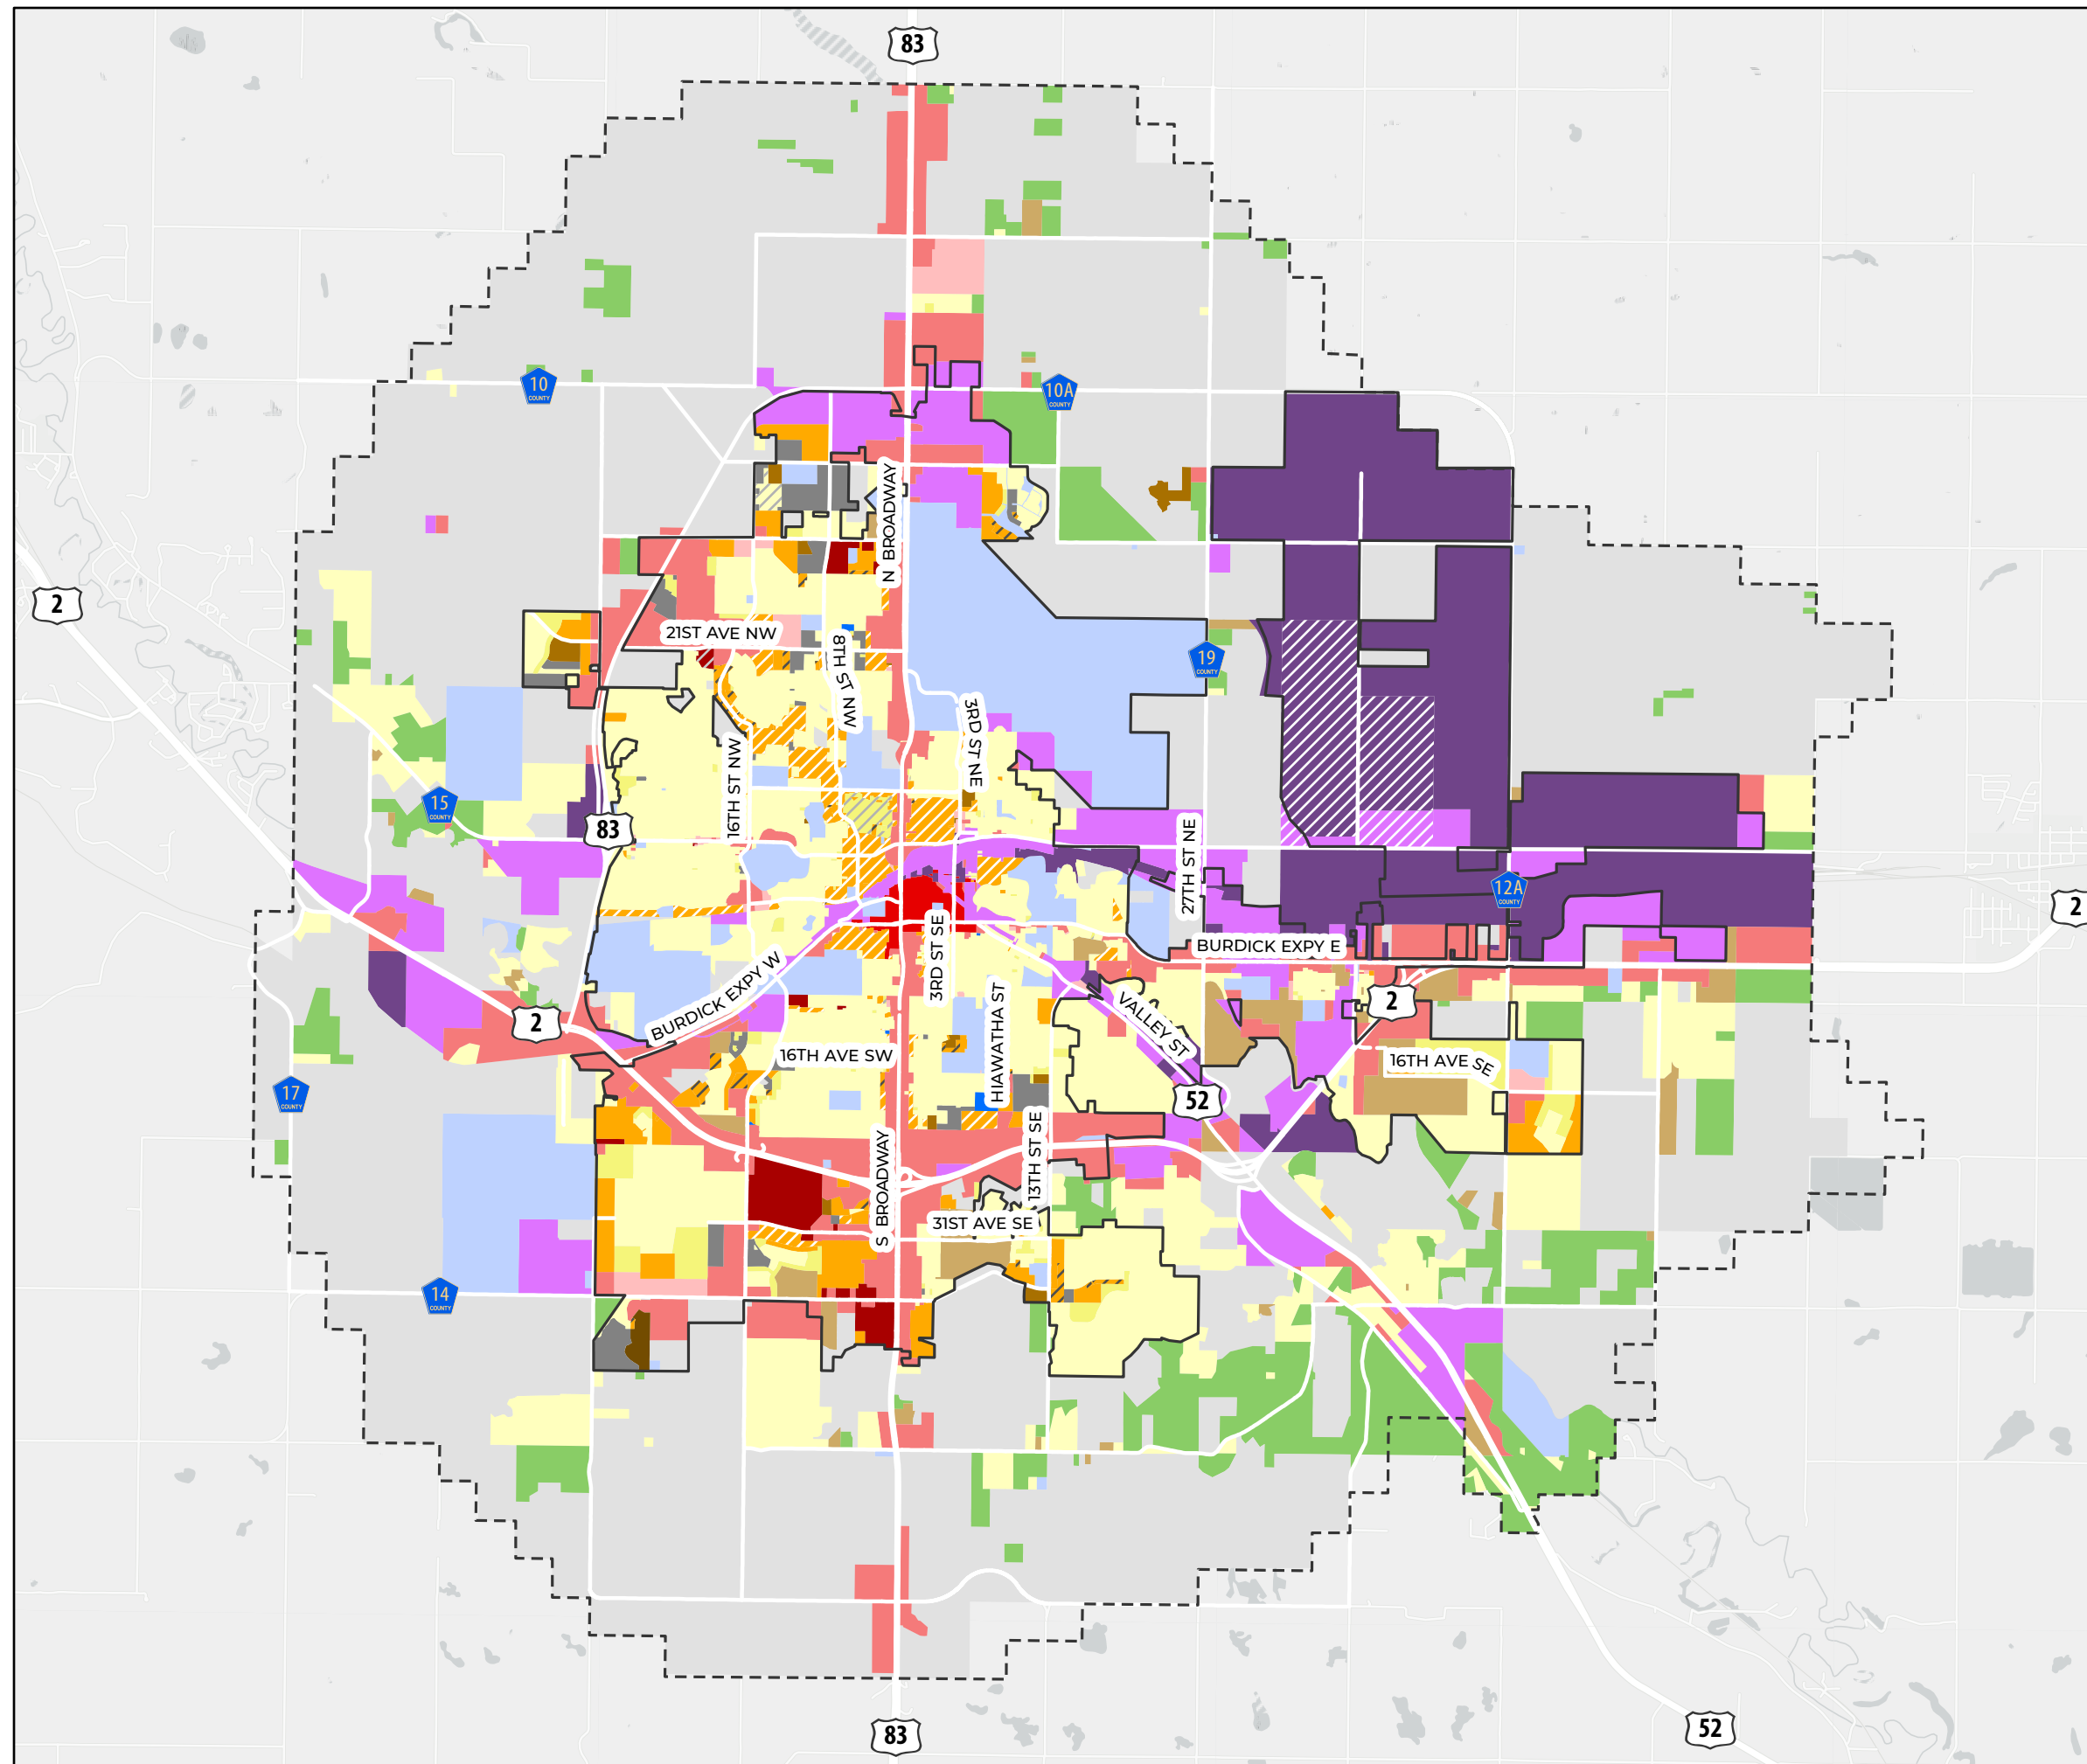 83
10
COUNTY
10A
COUNTY
N BROADWAY
2
21ST AVE NW
8TH ST NW
19
COUNTY
3RD ST NE
16TH ST NW
15
COUNTY
83
27TH ST NE
12A
COUNTY
2
3RD ST SE
BURDICK EXPY E
BURDICK EXPY W
HIAWATHA ST
VALLEY ST
2
2
16TH AVE SW
16TH AVE SE
17
COUNTY
52
13TH ST SE
S BROADWAY
31ST AVE SE
14
COUNTY
83
52